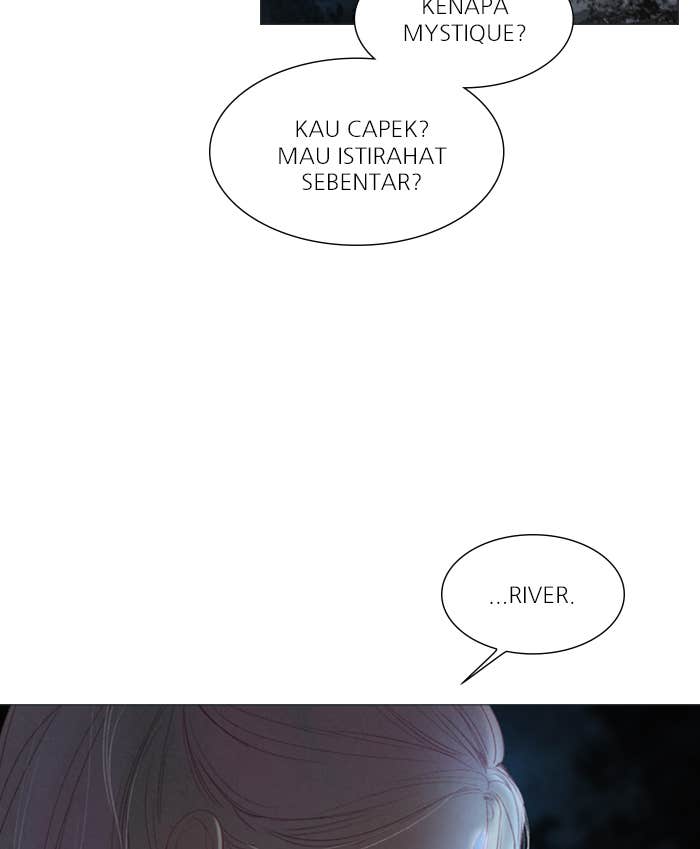 KENAPA
MYSTIQUE?
KAU CAPEK?
MAU ISTIRAHAT
SEBENTAR?
...RIVER.